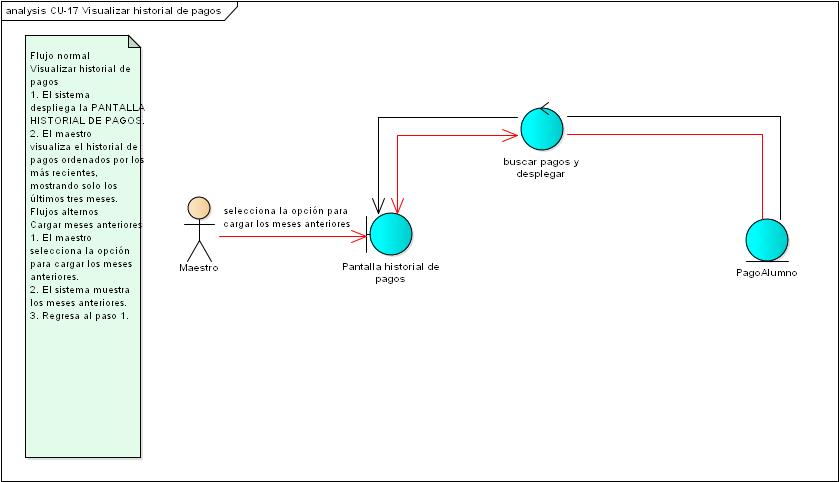 analysis CU-17 Visualizar historial de pagos
Flujo normal
Visualizar historial de
pagos
1. El sistema
despliega la PANTALLA
HISTORIAL DE PAGOS.
2. El maestro
visualiza el historial de
pagos ordenados por los
más recientes,
mostrando solo los
últimos tres meses.
Flujos alternos
Cargar meses anteriores
1. El maestro
selecciona la opción
para cargar los meses
anteriores.
2. El sistema muestra
los meses anteriores.
3. Regresa al paso 1.
Maestro
selecciona la opción para
cargar los meses anteriores
Pantalla historial de
pagos
buscar pagos y
desplegar
PagoAlumno